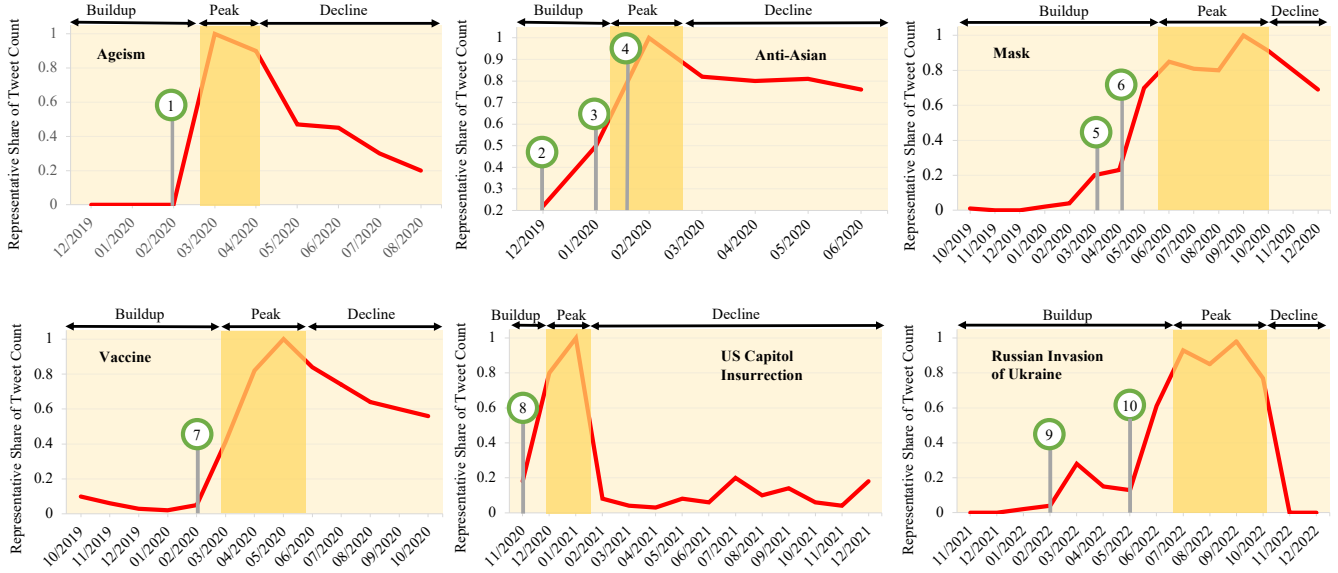 Buildup Peak Decline
Representative Share of Tweet Count
Ageism
1
0.8
0.6
0.4
0.2
0
1
12/2019 01/2020 02/2020 03/2020 04/2020 05/2020 06/2020 07/2020 08/2020
Buildup Peak Decline
Representative Share of Tweet Count
Anti-Asian
1
0.9
0.8
0.7
0.6
0.5
0.4
0.3
0.2
2 3 4
12/2019 01/2020 02/2020 03/2020 04/2020 05/2020 06/2020
Buildup Peak Decline
Representative Share of Tweet Count
Mask
1
0.8
0.6
0.4
0.2
0
5 6
10/2019 11/2019 12/2019 01/2020 02/2020 03/2020 04/2020 05/2020 06/2020 07/2020 08/2020 09/2020 10/2020 11/2020 12/2020
Buildup Peak Decline
Representative Share of Tweet Count
Vaccine
1
0.8
0.6
0.4
0.2
0
7
10/2019 11/2019 12/2019 01/2020 02/2020 03/2020 04/2020 05/2020 06/2020 07/2020 08/2020 09/2020 10/2020
Buildup Peak Decline
Representative Share of Tweet Count
US Capitol
Insurrection
1
0.8
0.6
0.4
0.2
0
8
11/2020 12/2020 01/2021 02/2021 03/2021 04/2021 05/2021 06/2021 07/2021 08/2021 09/2021 10/2021 11/2021 12/2021
Buildup Peak Decline
Representative Share of Tweet Count
Russian Invasion
of Ukraine
1
0.8
0.6
0.4
0.2
0
9 10
11/2021 12/2021 01/2022 02/2022 03/2022 04/2022 05/2022 06/2022 07/2022 08/2022 09/2022 10/2022 11/2022 12/2022